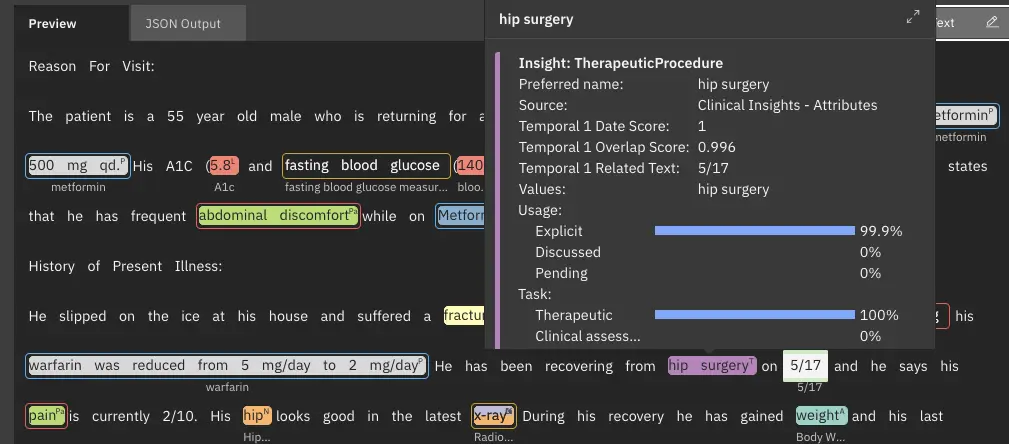 Preview JSON Output
hip surgery
ext
Insight: TherapeuticProcedure
Preferred name: hip surgery
Source: Clinical Insights - Attributes
Temporal 1 Date Score: 1
Temporal 1 Overlap Score: 0.996
Temporal 1 Related Text: 5/17
Values: hip surgery
Usage:
Explicit 99.9%
Discussed 0%
Pending 0%
Task:
Therapeutic 100%
Clinical assess... 0%
Reason For Visit:
The patient is a 55 year old male who is returning for a etformin P
netformin
500 mg qd. P His A1C (5.8 L and fasting blood glucose (140 states
metformin A1c fasting blood glucose measur... bloo...
that he has frequent abdominal discomfort Pa while on Metforn
History of Present Illness:
He slipped on the ice at his house and suffered a fractur g his
warfarin was reduced from 5 mg/day to 2 mg/day P He has been recovering from hip surgery T on 5/17 and he says his
warfarin 5/17
pain Pa is currently 2/10. His hip N looks good in the latest x-ray During his recovery he has gained weight A and his last
Hip... Radio... Body W...